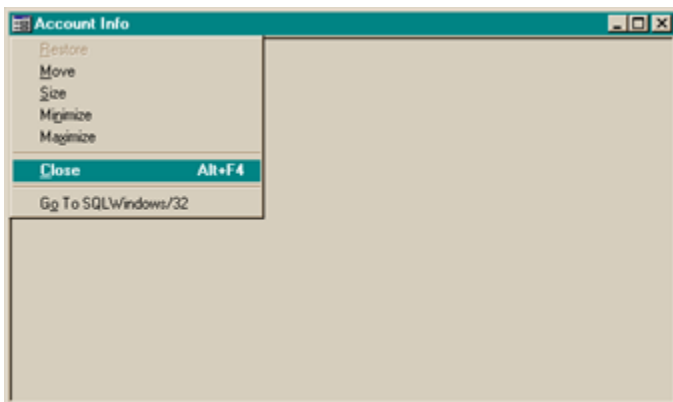 Account Info
Restore
Move
Size
Minimize
Maximize
Close Alt+F4
Go To SQLWindows/32